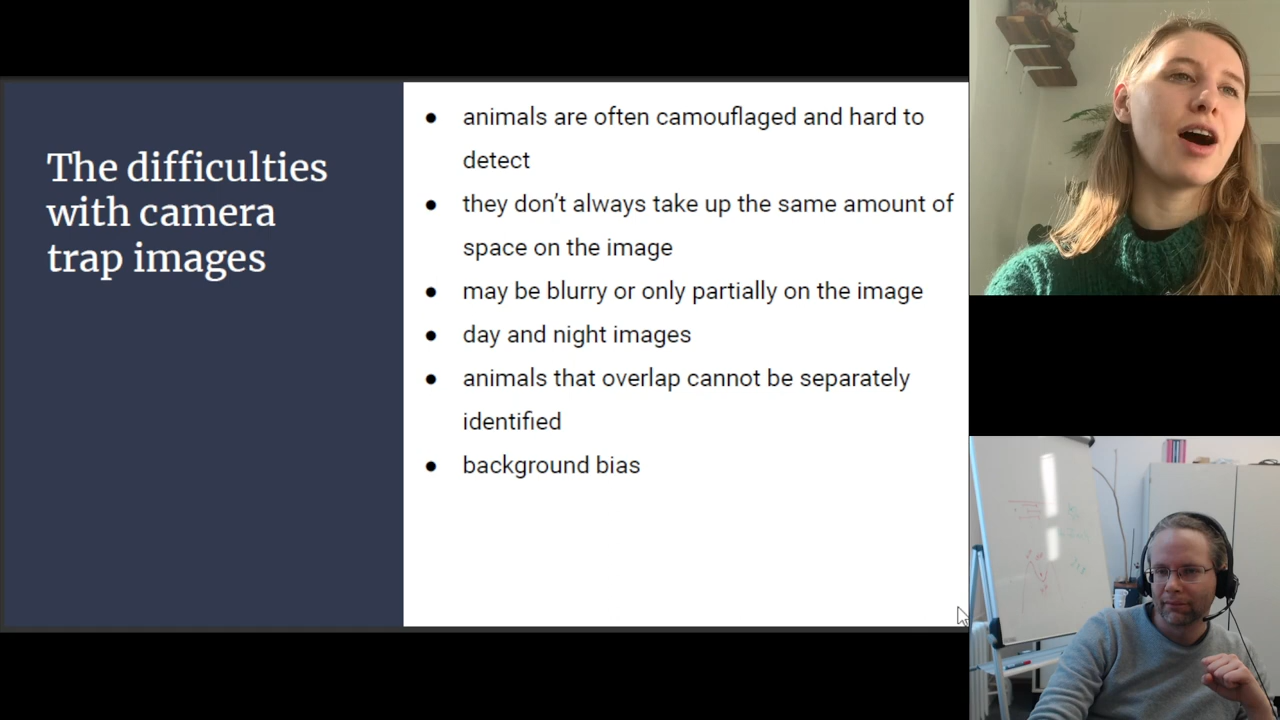 The difficulties
with camera
trap images
● animals are often camouflaged and hard to
detect
● they don't always take up the same amount of
space on the image
● may be blurry or only partially on the image
● day and night images
● animals that overlap cannot be separately
identified
● background bias